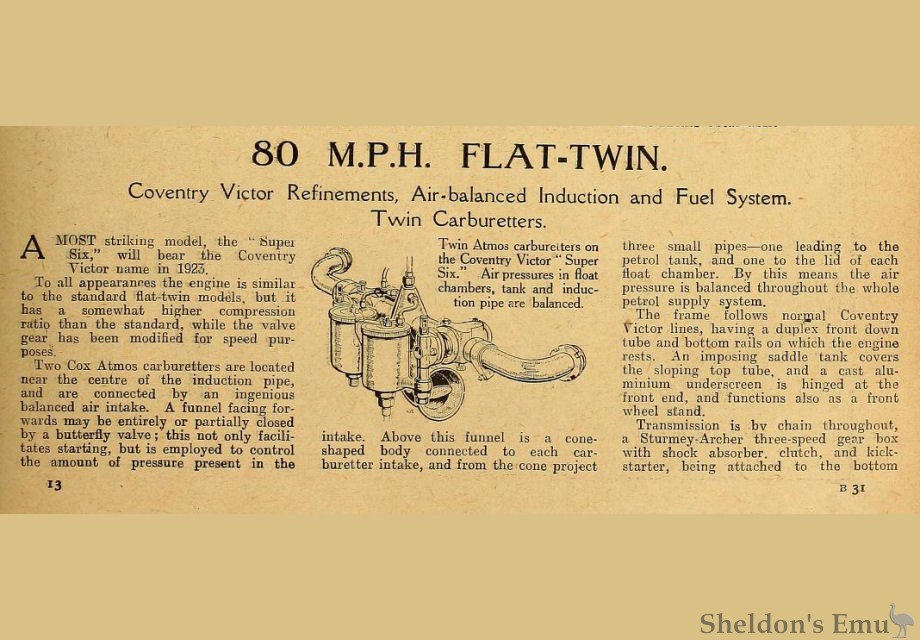 80 M.P.H. FLAT-TWIN.
Coventry Victor Refinements, Air-balanced Induction and Fuel System.
Twin Carburetters.
A MOST striking model, the "Super
Six," will bear the Coventry
Victor name in 1923.
To all appearances the engine is similar
to the standard flat-twin models, but it
has a somewhat higher compression
ratio than the standard, while the valve
gear has been modified for speed pur-
poses.
Two Cox Atmos carburetters are located
near the centre of the induction pipe,
and are connected by an ingenious
balanced air intake. A funnel facing for-
wards may be entirely or partially closed
by a butterfly valve; this not only facili-
tates starting, but is employed to control
the amount of pressure present in the
13
Twin Atmos carburetters on
the Coventry Victor "Super
Six." Air pressures in float
chambers, tank and induc-
tion pipe are balanced.
intake. Above this funnel is a cone-
shaped body connected to each car-
buretter intake, and from the cone project
three small pipes—one leading to the
petrol tank, and one to the lid of each
float chamber. By this means the air
pressure is balanced throughout the whole
petrol supply system.
The frame follows normal Coventry
Victor lines, having a duplex front down
tube and bottom rails on which the engine
rests. An imposing saddle tank covers
the sloping top tube, and a cast alu-
minium underscreen is hinged at the
front end, and functions also as a front
wheel stand.
Transmission is by chain throughout,
a Sturmey-Archer three-speed gear box
with shock absorber, clutch, and kick-
starter, being attached to the bottom
B 31
Sheldon's Emu